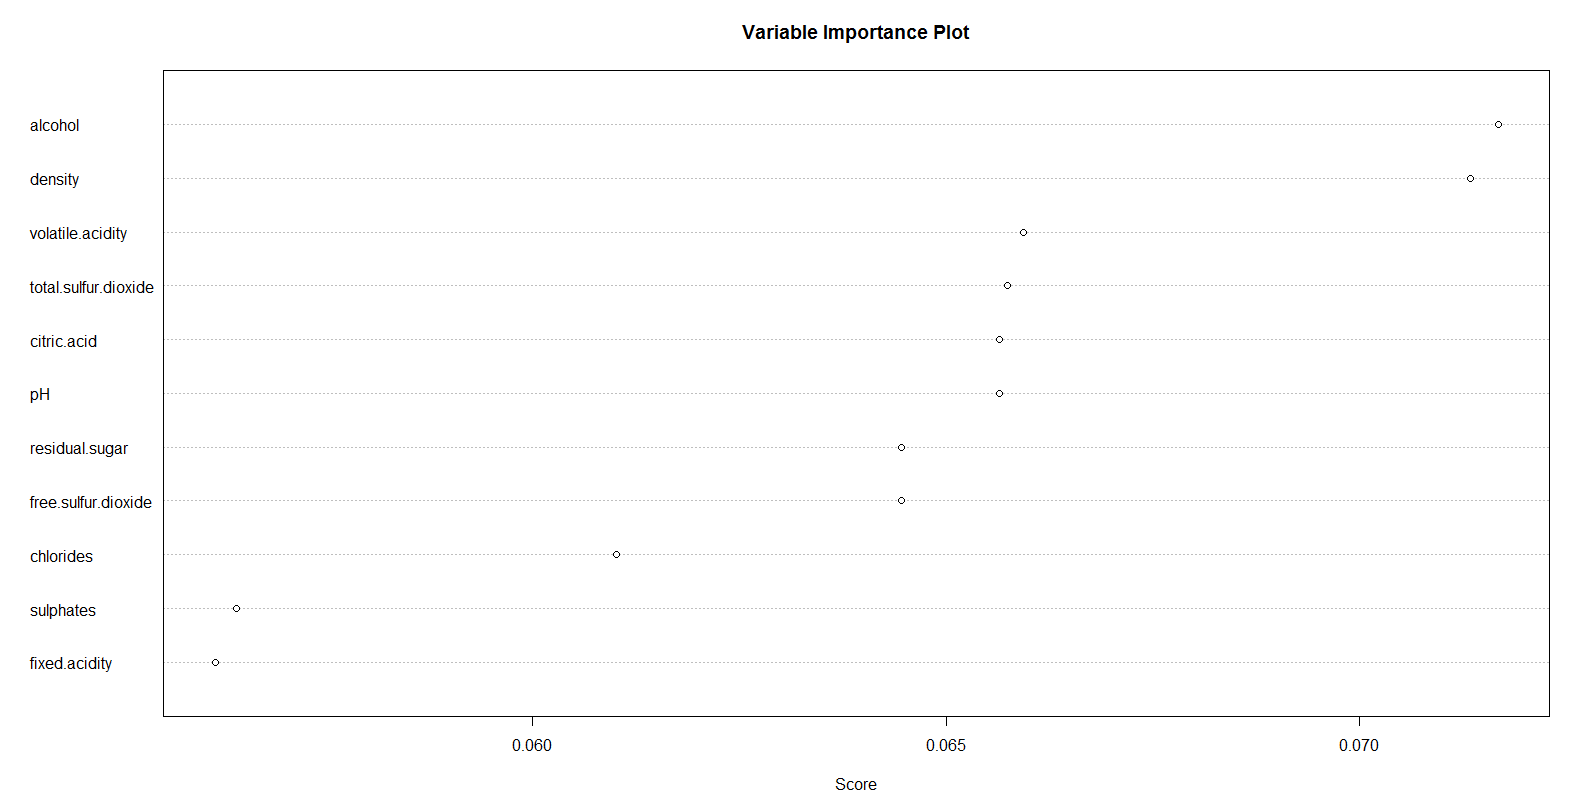 Variable Importance Plot
alcohol
density
volatile.acidity
total.sulfur.dioxide
citric.acid
pH
residual.sugar
free.sulfur.dioxide
chlorides
sulphates
fixed.acidity
0.060 0.065 0.070
Score